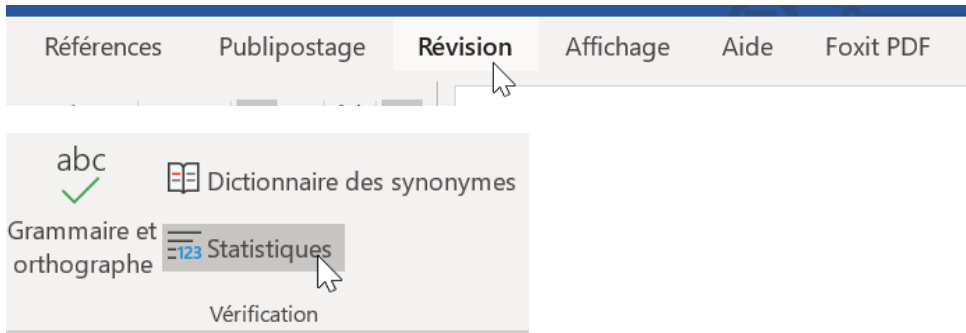 Références Publipostage Révision Affichage Aide Foxit PDF
abc
Dictionnaire des synonymes
Grammaire et
orthographe
123 Statistiques
Vérification